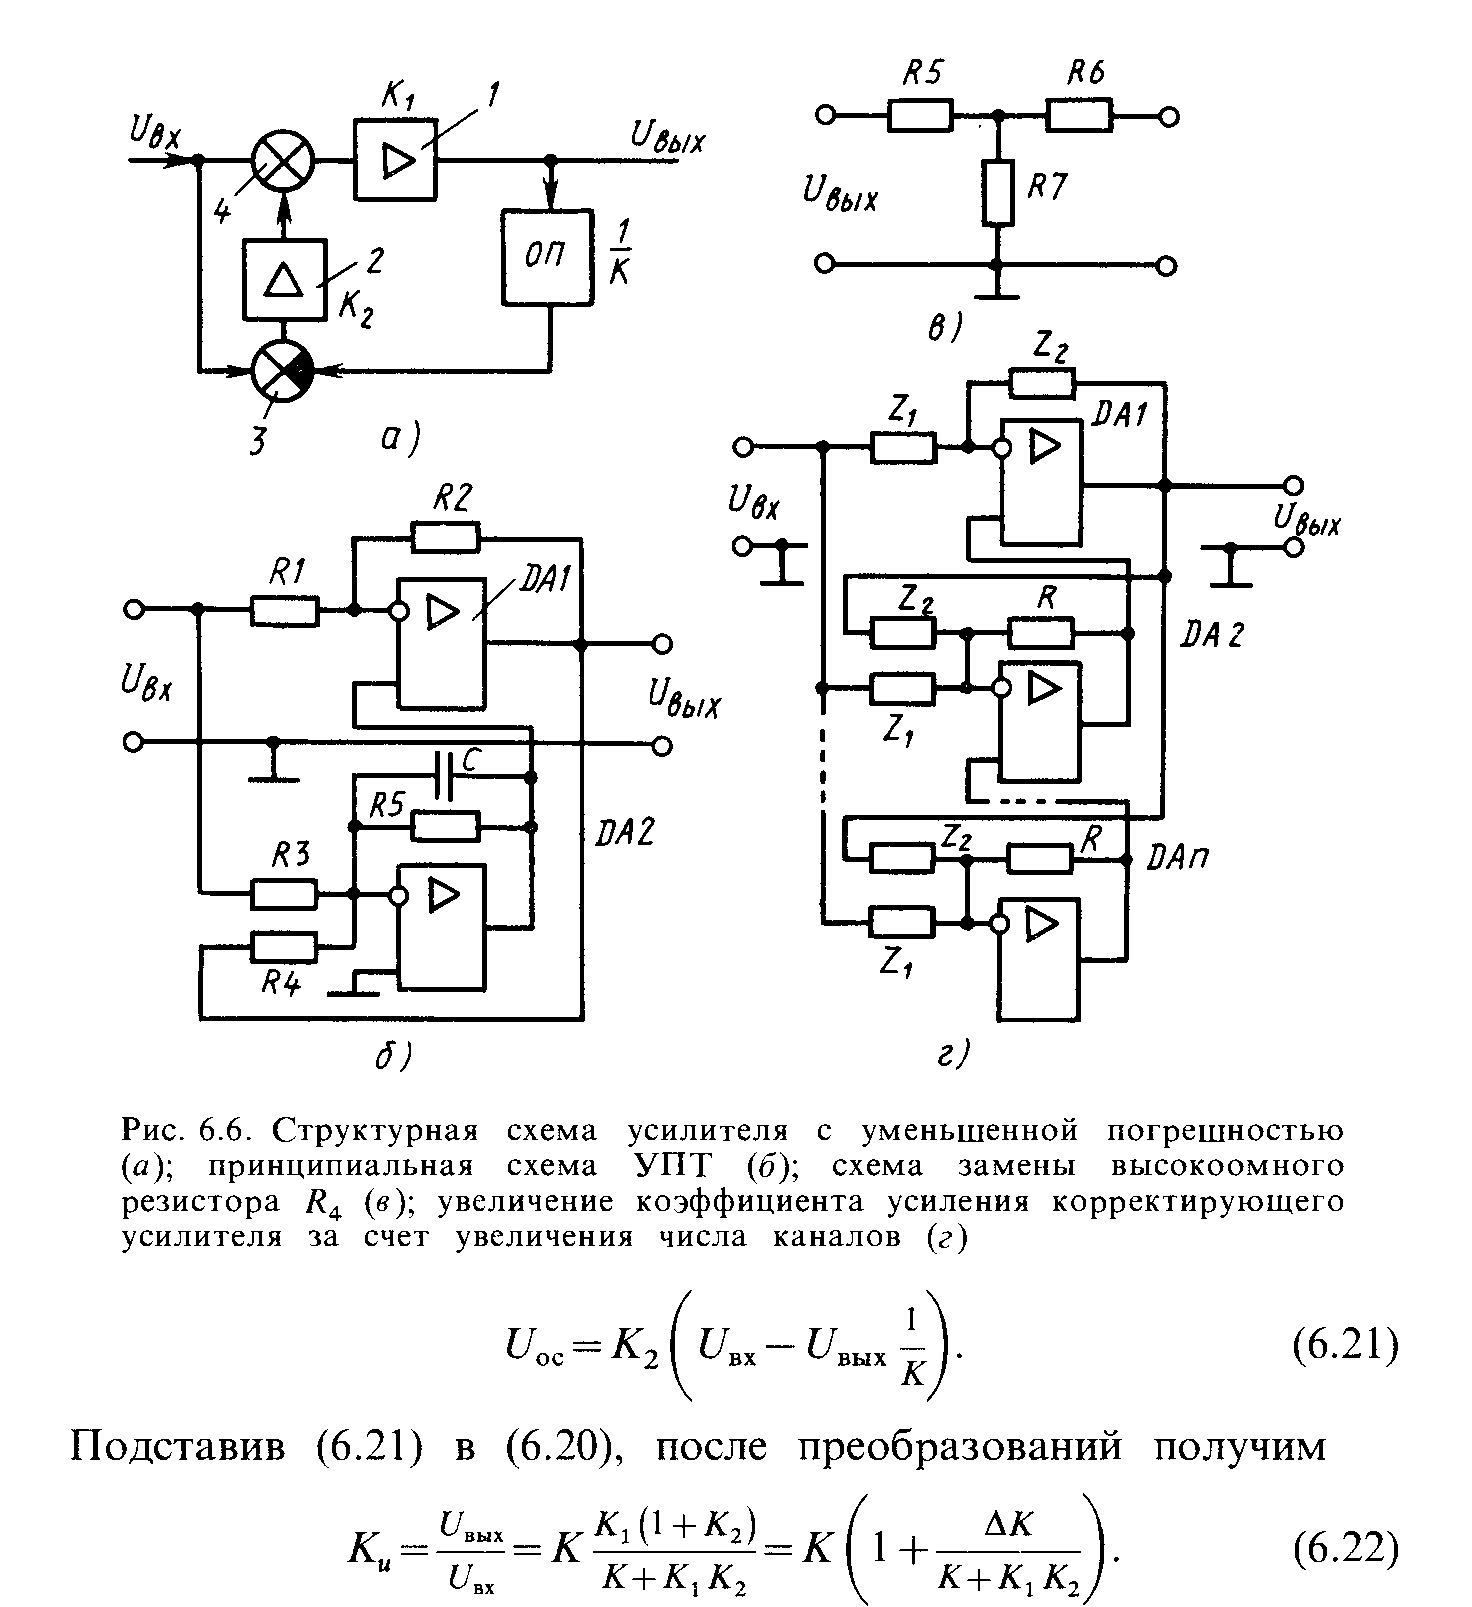 K₁
1
Uвх
Uвых
4
2
K₂
ОП
1/K
3
а)
R5
R6
R7
Uвых
в)
R2
R1
DA1
Uвх
Uвых
C
R5
DA2
R3
R4
б)
Z₂
Z₁
DA1
Uвх
Uвых
Z₂
R
DA2
Z₁
Z₂
R
DAn
Z₁
г)
Рис. 6.6. Структурная схема усилителя с уменьшенной погрешностью
(а); принципиальная схема УПТ (б); схема замены высокоомного
резистора R₄ (в); увеличение коэффициента усиления корректирующего
усилителя за счет увеличения числа каналов (г)
Uос = K₂ (Uвх − Uвых 1/K). (6.21)
Подставив (6.21) в (6.20), после преобразований получим
Kи = Uвых/Uвх = K K₁(1+K₂)/(K+K₁K₂) = K (1 + ΔK/(K+K₁K₂)). (6.22)